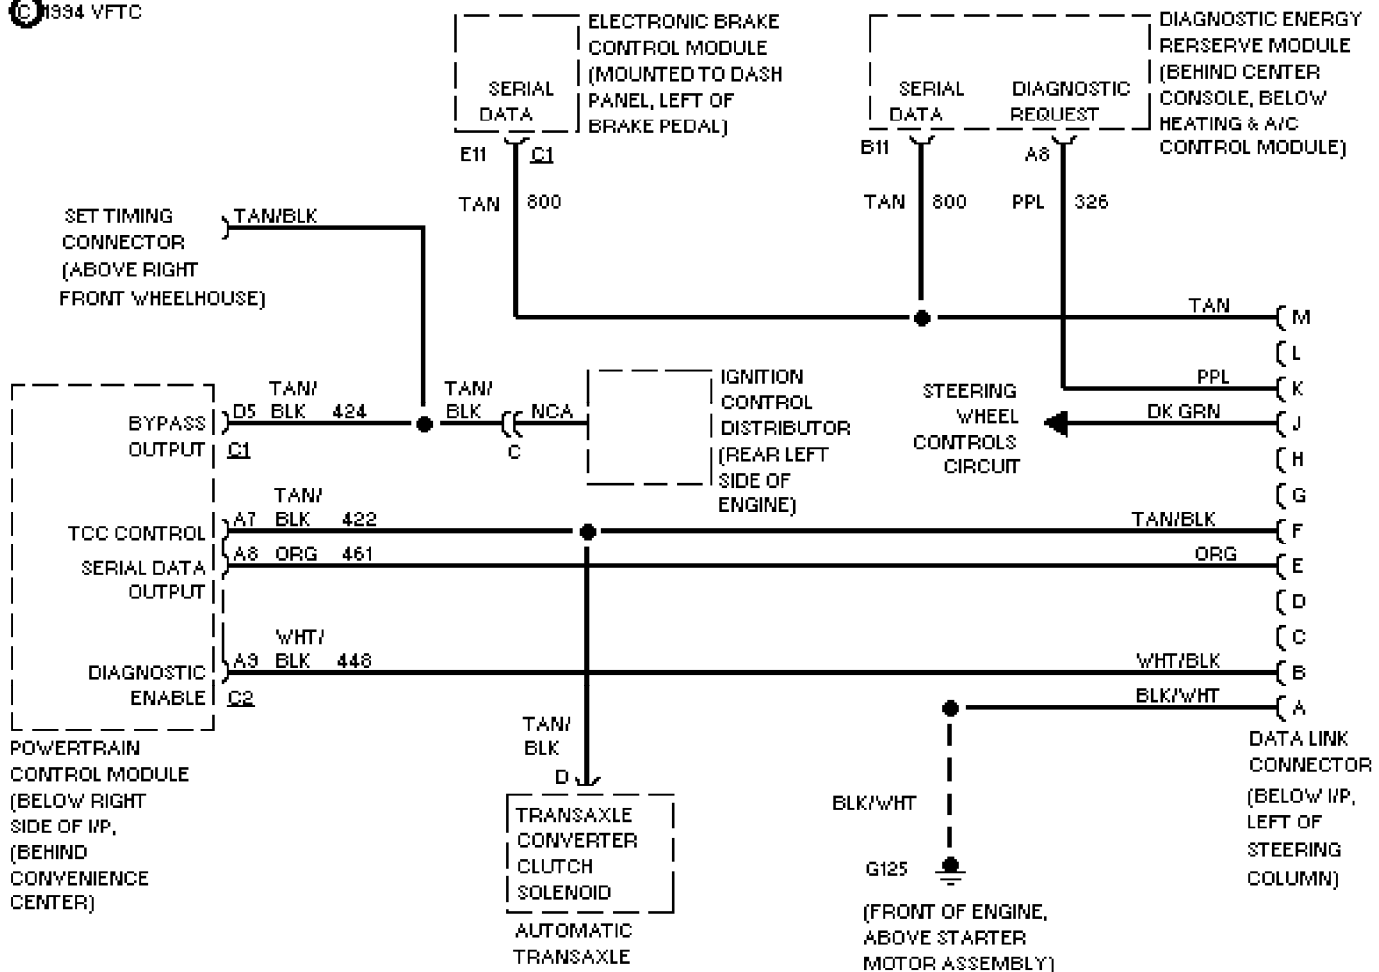 © 1994 VFTC
ELECTRONIC BRAKE
CONTROL MODULE
(MOUNTED TO DASH
PANEL, LEFT OF
BRAKE PEDAL)
SERIAL
DATA
E11
C1
TAN
800
DIAGNOSTIC ENERGY
RERSERVE MODULE
(BEHIND CENTER
CONSOLE, BELOW
HEATING & A/C
CONTROL MODULE)
SERIAL
DATA
DIAGNOSTIC
REQUEST
B11
A8
TAN
800
PPL
326
SET TIMING
CONNECTOR
(ABOVE RIGHT
FRONT WHEELHOUSE)
TAN/BLK
TAN
M
L
PPL
K
STEERING
WHEEL
CONTROLS
CIRCUIT
DK GRN
J
H
G
BYPASS
OUTPUT
D5
C1
TAN/
BLK
424
TAN/
BLK
C
NCA
IGNITION
CONTROL
DISTRIBUTOR
(REAR LEFT
SIDE OF
ENGINE)
TCC CONTROL
A7
TAN/
BLK
422
TAN/BLK
F
SERIAL DATA
OUTPUT
A8
ORG
461
ORG
E
D
C
DIAGNOSTIC
ENABLE
A9
C2
WHT/
BLK
448
WHT/BLK
B
BLK/WHT
A
POWERTRAIN
CONTROL MODULE
(BELOW RIGHT
SIDE OF I/P,
(BEHIND
CONVENIENCE
CENTER)
TAN/
BLK
D
TRANSAXLE
CONVERTER
CLUTCH
SOLENOID
AUTOMATIC
TRANSAXLE
BLK/WHT
G125
(FRONT OF ENGINE,
ABOVE STARTER
MOTOR ASSEMBLY)
DATA LINK
CONNECTOR
(BELOW I/P,
LEFT OF
STEERING
COLUMN)